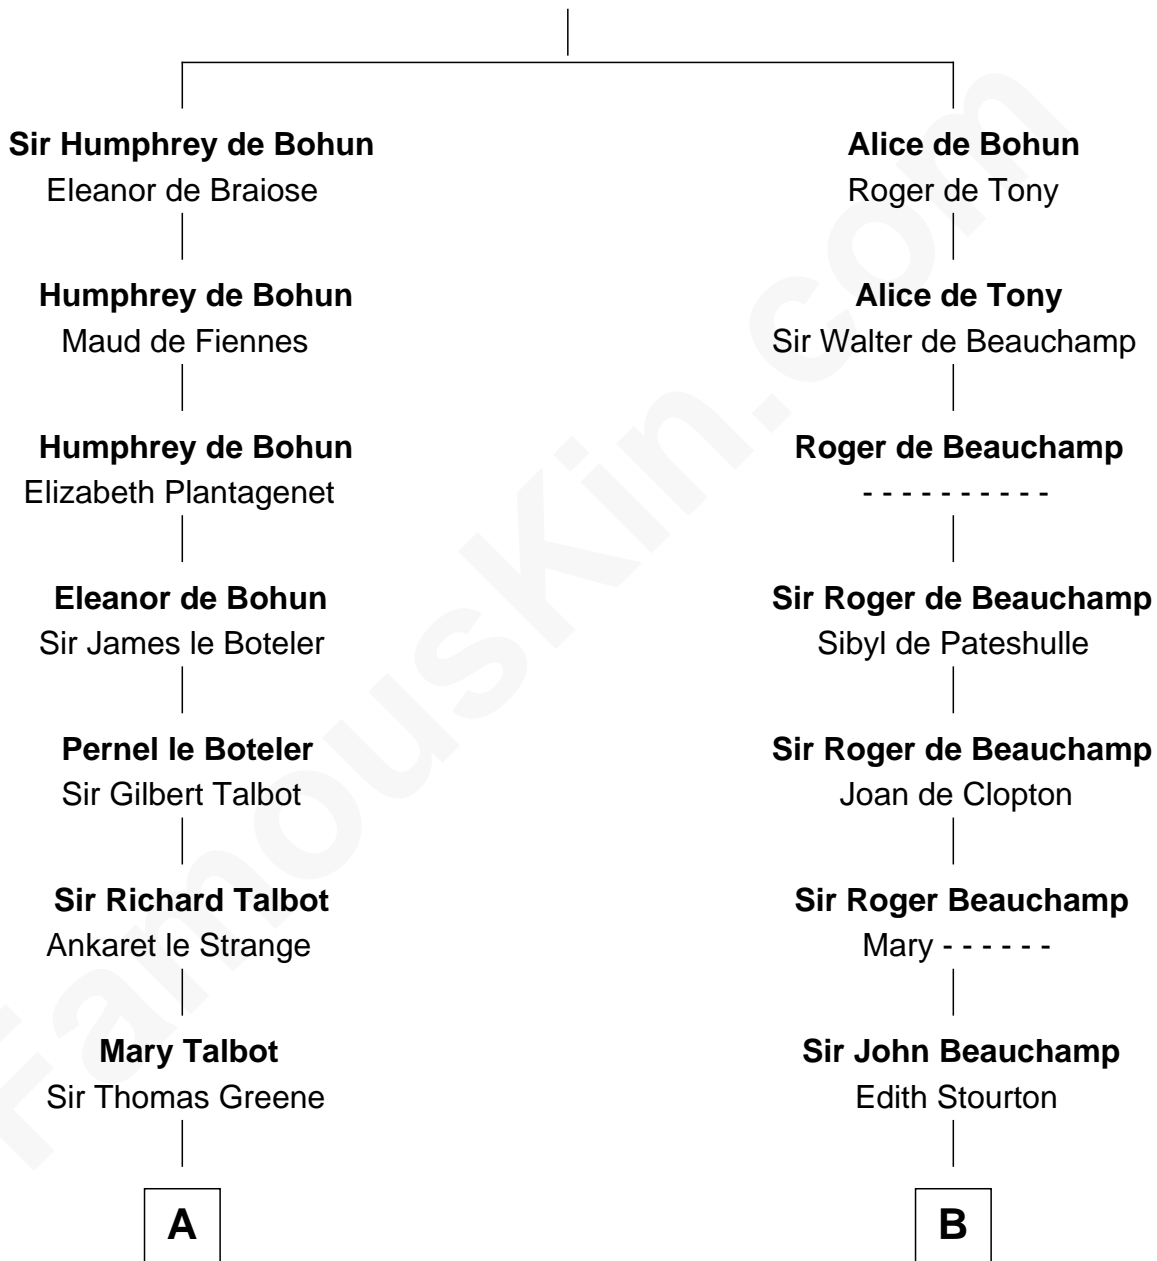 Sir Humphrey de Bohun
Eleanor de Braiose
Humphrey de Bohun
Maud de Fiennes
Humphrey de Bohun
Elizabeth Plantagenet
Eleanor de Bohun
Sir James le Boteler
Pernel le Boteler
Sir Gilbert Talbot
Sir Richard Talbot
Ankaret le Strange
Mary Talbot
Sir Thomas Greene
A
Alice de Bohun
Roger de Tony
Alice de Tony
Sir Walter de Beauchamp
Roger de Beauchamp
- - - - - - - - - -
Sir Roger de Beauchamp
Sibyl de Pateshulle
Sir Roger de Beauchamp
Joan de Clopton
Sir Roger Beauchamp
Mary - - - - - -
Sir John Beauchamp
Edith Stourton
B
FamousKin.com